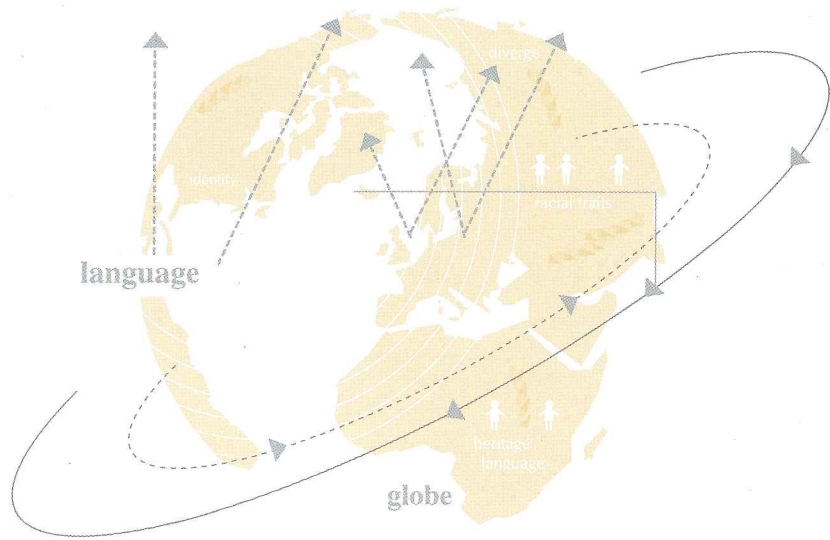 diverge
identity
racial traits
language
heritage
language
globe